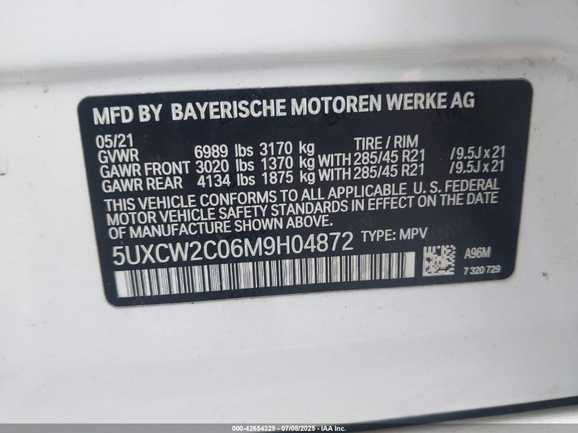 MFD BY BAYERISCHE MOTOREN WERKE AG
05/21
GVWR 6989 lbs 3170 kg TIRE / RIM
GAWR FRONT 3020 lbs 1370 kg WITH 285/45 R21 / 9.5J x 21
GAWR REAR 4134 lbs 1875 kg WITH 285/45 R21 / 9.5J x 21
THIS VEHICLE CONFORMS TO ALL APPLICABLE U. S. FEDERAL
MOTOR VEHICLE SAFETY STANDARDS IN EFFECT ON THE DATE
OF MANUFACTURE SHOWN ABOVE.
5UXCW2C06M9H04872 TYPE: MPV
A96M
7 320 729
000-42654329 - 07/08/2025 - IAA Inc.